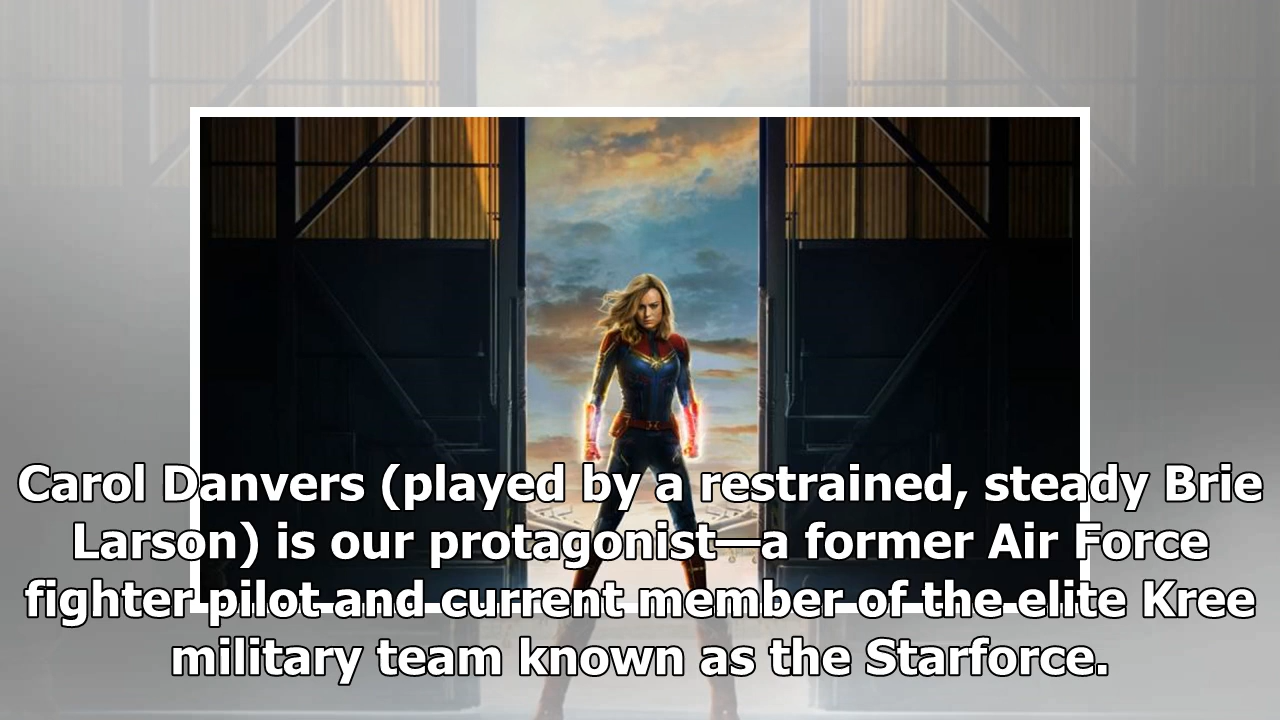 Carol Danvers (played by a restrained, steady Brie
Larson) is our protagonist—a former Air Force
fighter pilot and current member of the elite Kree
military team known as the Starforce.